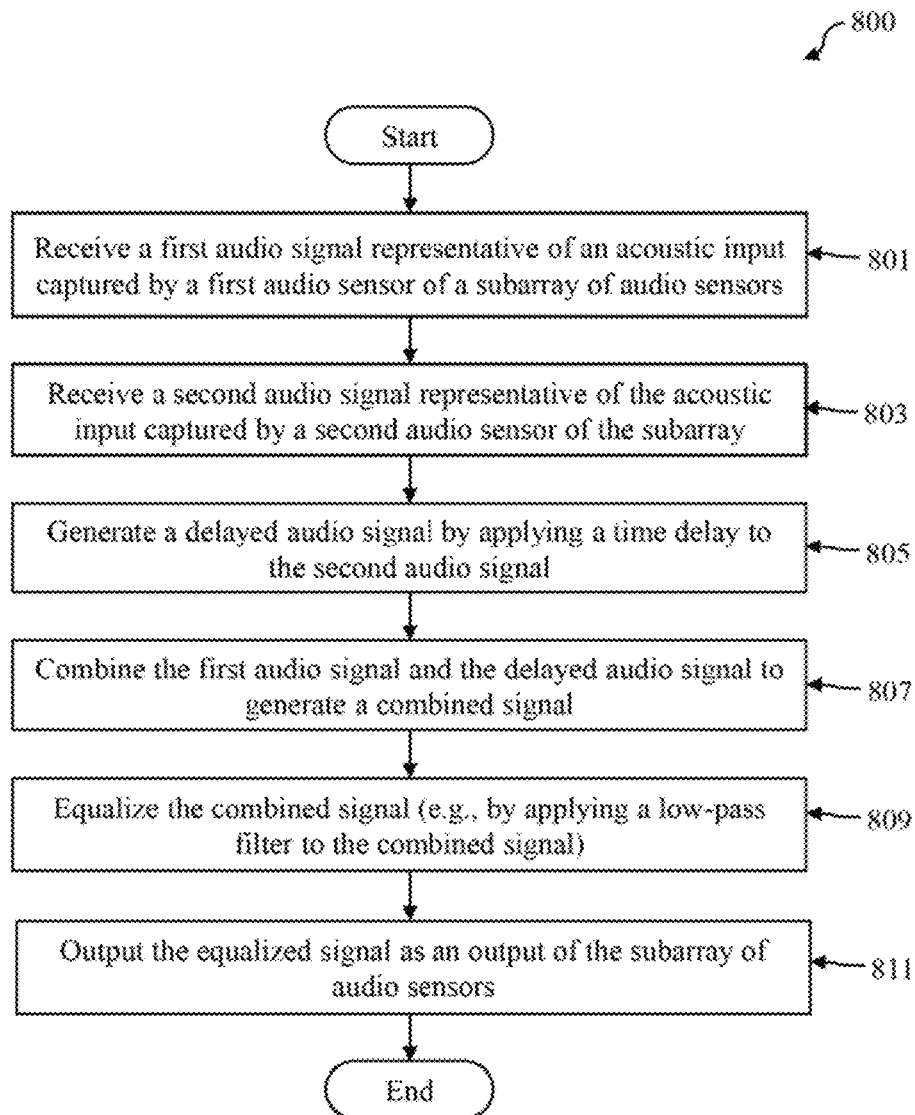 800
Start
Receive a first audio signal representative of an acoustic input
captured by a first audio sensor of a subarray of audio sensors
801
Receive a second audio signal representative of the acoustic
input captured by a second audio sensor of the subarray
803
Generate a delayed audio signal by applying a time delay to
the second audio signal
805
Combine the first audio signal and the delayed audio signal to
generate a combined signal
807
Equalize the combined signal (e.g., by applying a low-pass
filter to the combined signal)
809
Output the equalized signal as an output of the subarray of
audio sensors
811
End